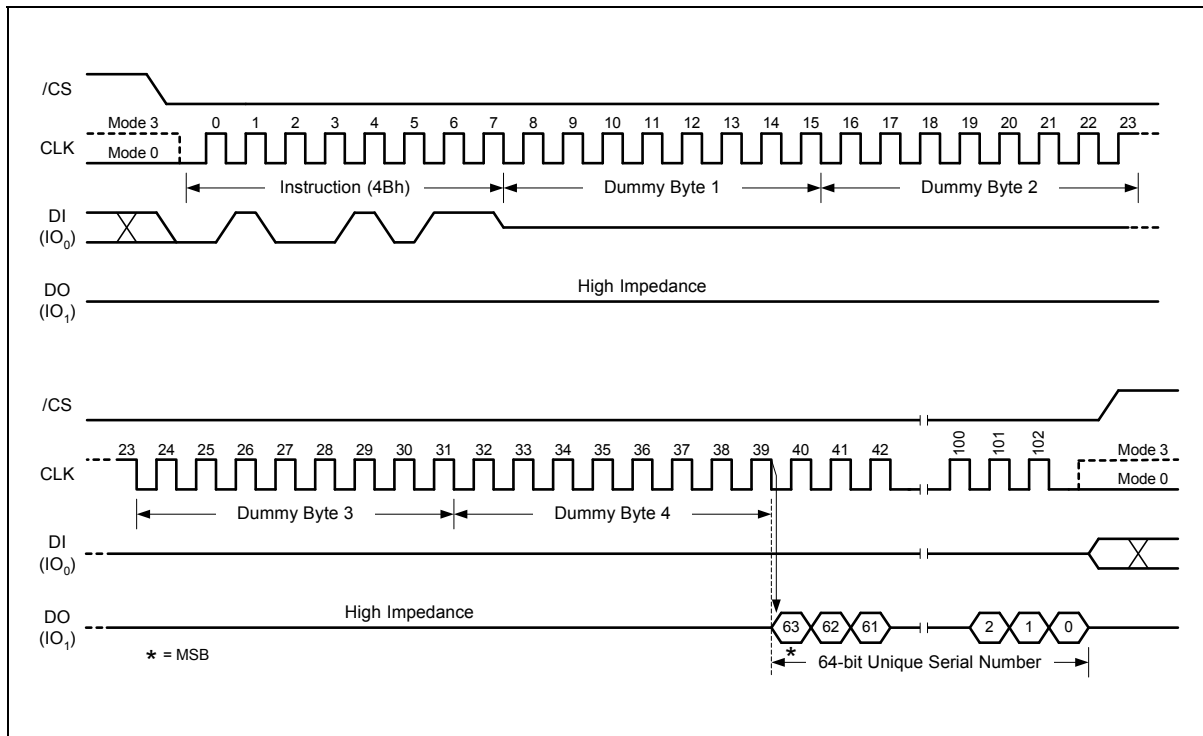 /CS
Mode 3
0 1 2 3 4 5 6 7 8 9 10 11 12 13 14 15 16 17 18 19 20 21 22 23
CLK
Mode 0
Instruction (4Bh)
Dummy Byte 1
Dummy Byte 2
DI
(IO0)
High Impedance
DO
(IO1)
/CS
23 24 25 26 27 28 29 30 31 32 33 34 35 36 37 38 39 40 41 42 100 101 102
CLK
Mode 3
Mode 0
Dummy Byte 3
Dummy Byte 4
DI
(IO0)
High Impedance
DO
(IO1)
63 62 61 2 1 0
* = MSB
*
64-bit Unique Serial Number